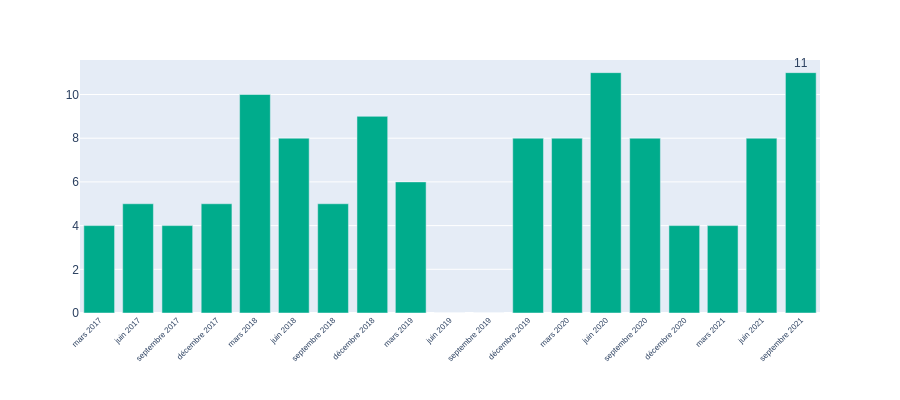 11
10
8
6
4
2
0
mars 2017
juin 2017
septembre 2017
décembre 2017
mars 2018
juin 2018
septembre 2018
décembre 2018
mars 2019
juin 2019
septembre 2019
décembre 2019
mars 2020
juin 2020
septembre 2020
décembre 2020
mars 2021
juin 2021
septembre 2021